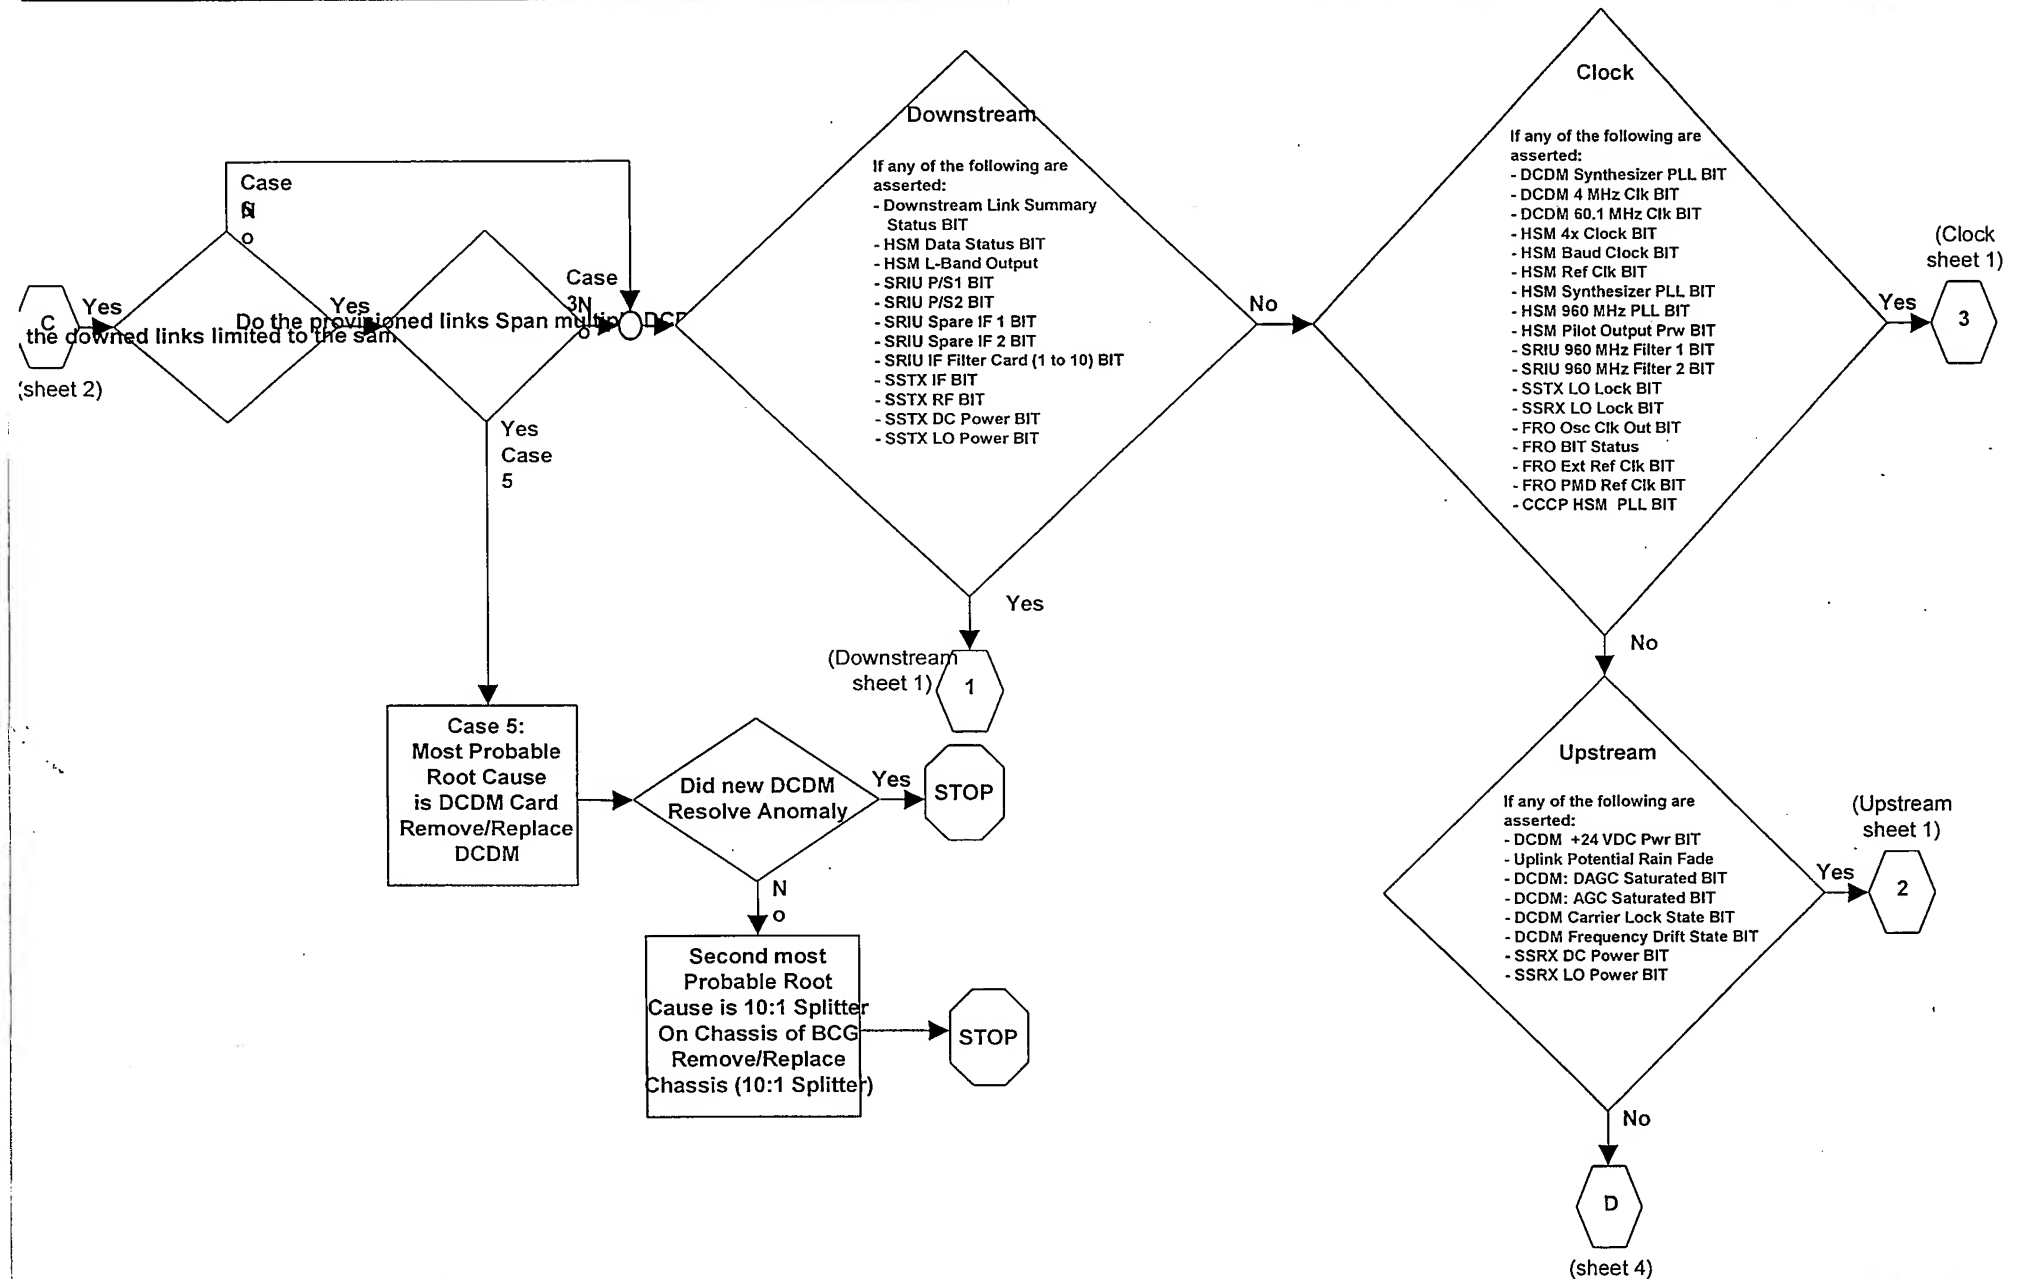 Case
6
N
o
C
Yes
Yes
Do the provisioned links Span
the downed links limited to the
(sheet 2)
Case
3
N
o
Yes
Case
5
Downstream
If any of the following are
asserted:
- Downstream Link Summary
Status BIT
- HSM Data Status BIT
- HSM L-Band Output
- SRIU P/S1 BIT
- SRIU P/S2 BIT
- SRIU Spare IF 1 BIT
- SRIU Spare IF 2 BIT
- SRIU IF Filter Card (1 to 10) BIT
- SSTX IF BIT
- SSTX RF BIT
- SSTX DC Power BIT
- SSTX LO Power BIT
No
Yes
(Downstream
sheet 1)
1
Clock
If any of the following are
asserted:
- DCDM Synthesizer PLL BIT
- DCDM 4 MHz Clk BIT
- DCDM 60.1 MHz Clk BIT
- HSM 4x Clock BIT
- HSM Baud Clock BIT
- HSM Ref Clk BIT
- HSM Synthesizer PLL BIT
- HSM 960 MHz PLL BIT
- HSM Pilot Output Prw BIT
- SRIU 960 MHz Filter 1 BIT
- SRIU 960 MHz Filter 2 BIT
- SSTX LO Lock BIT
- SSRX LO Lock BIT
- FRO Osc Clk Out BIT
- FRO BIT Status
- FRO Ext Ref Clk BIT
- FRO PMD Ref Clk BIT
- CCCP HSM PLL BIT
(Clock
sheet 1)
Yes
3
No
Case 5:
Most Probable
Root Cause
is DCDM Card
Remove/Replace
DCDM
Did new DCDM
Resolve Anomaly
Yes
STOP
N
o
Second most
Probable Root
Cause is 10:1 Splitter
On Chassis of BCG
Remove/Replace
Chassis (10:1 Splitter)
STOP
Upstream
If any of the following are
asserted:
- DCDM +24 VDC Pwr BIT
- Uplink Potential Rain Fade
- DCDM: DAGC Saturated BIT
- DCDM: AGC Saturated BIT
- DCDM Carrier Lock State BIT
- DCDM Frequency Drift State BIT
- SSRX DC Power BIT
- SSRX LO Power BIT
(Upstream
sheet 1)
Yes
2
No
D
(sheet 4)